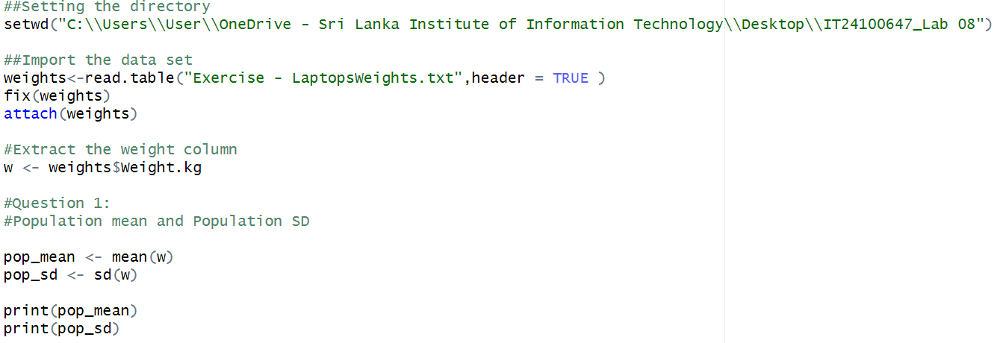 ##Setting the directory
setwd("C:\\Users\\User\\OneDrive - Sri Lanka Institute of Information Technology\\Desktop\\IT24100647_Lab 08")
##Import the data set
weights<-read.table("Exercise - LaptopsWeights.txt",header = TRUE )
fix(weights)
attach(weights)
#Extract the weight column
w <- weights$Weight.kg
#Question 1:
#Population mean and Population SD
pop_mean <- mean(w)
pop_sd <- sd(w)
print(pop_mean)
print(pop_sd)